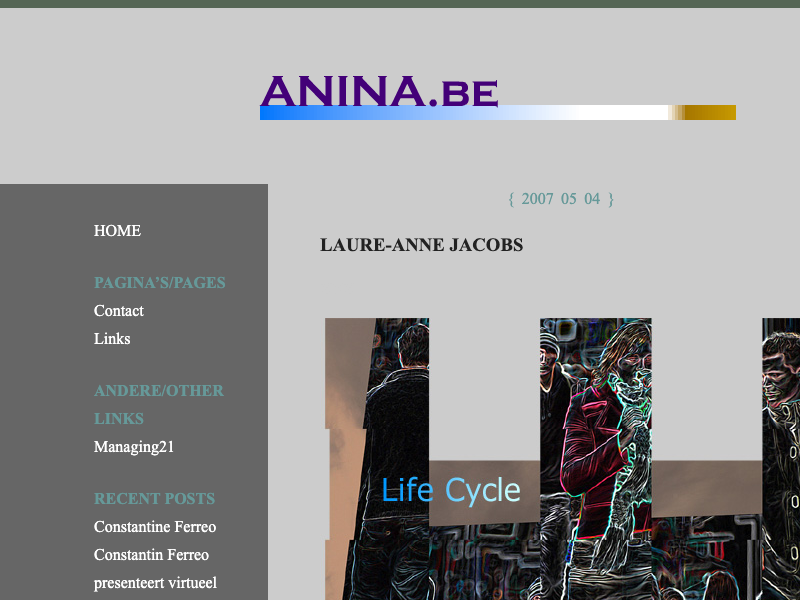 ANINA.BE
HOME
PAGINA’S/PAGES
Contact
Links
ANDERE/OTHER
LINKS
Managing21
RECENT POSTS
Constantine Ferreo
Constantin Ferreo
presenteert virtueel
{ 2007 05 04 }
LAURE-ANNE JACOBS
Life Cycle